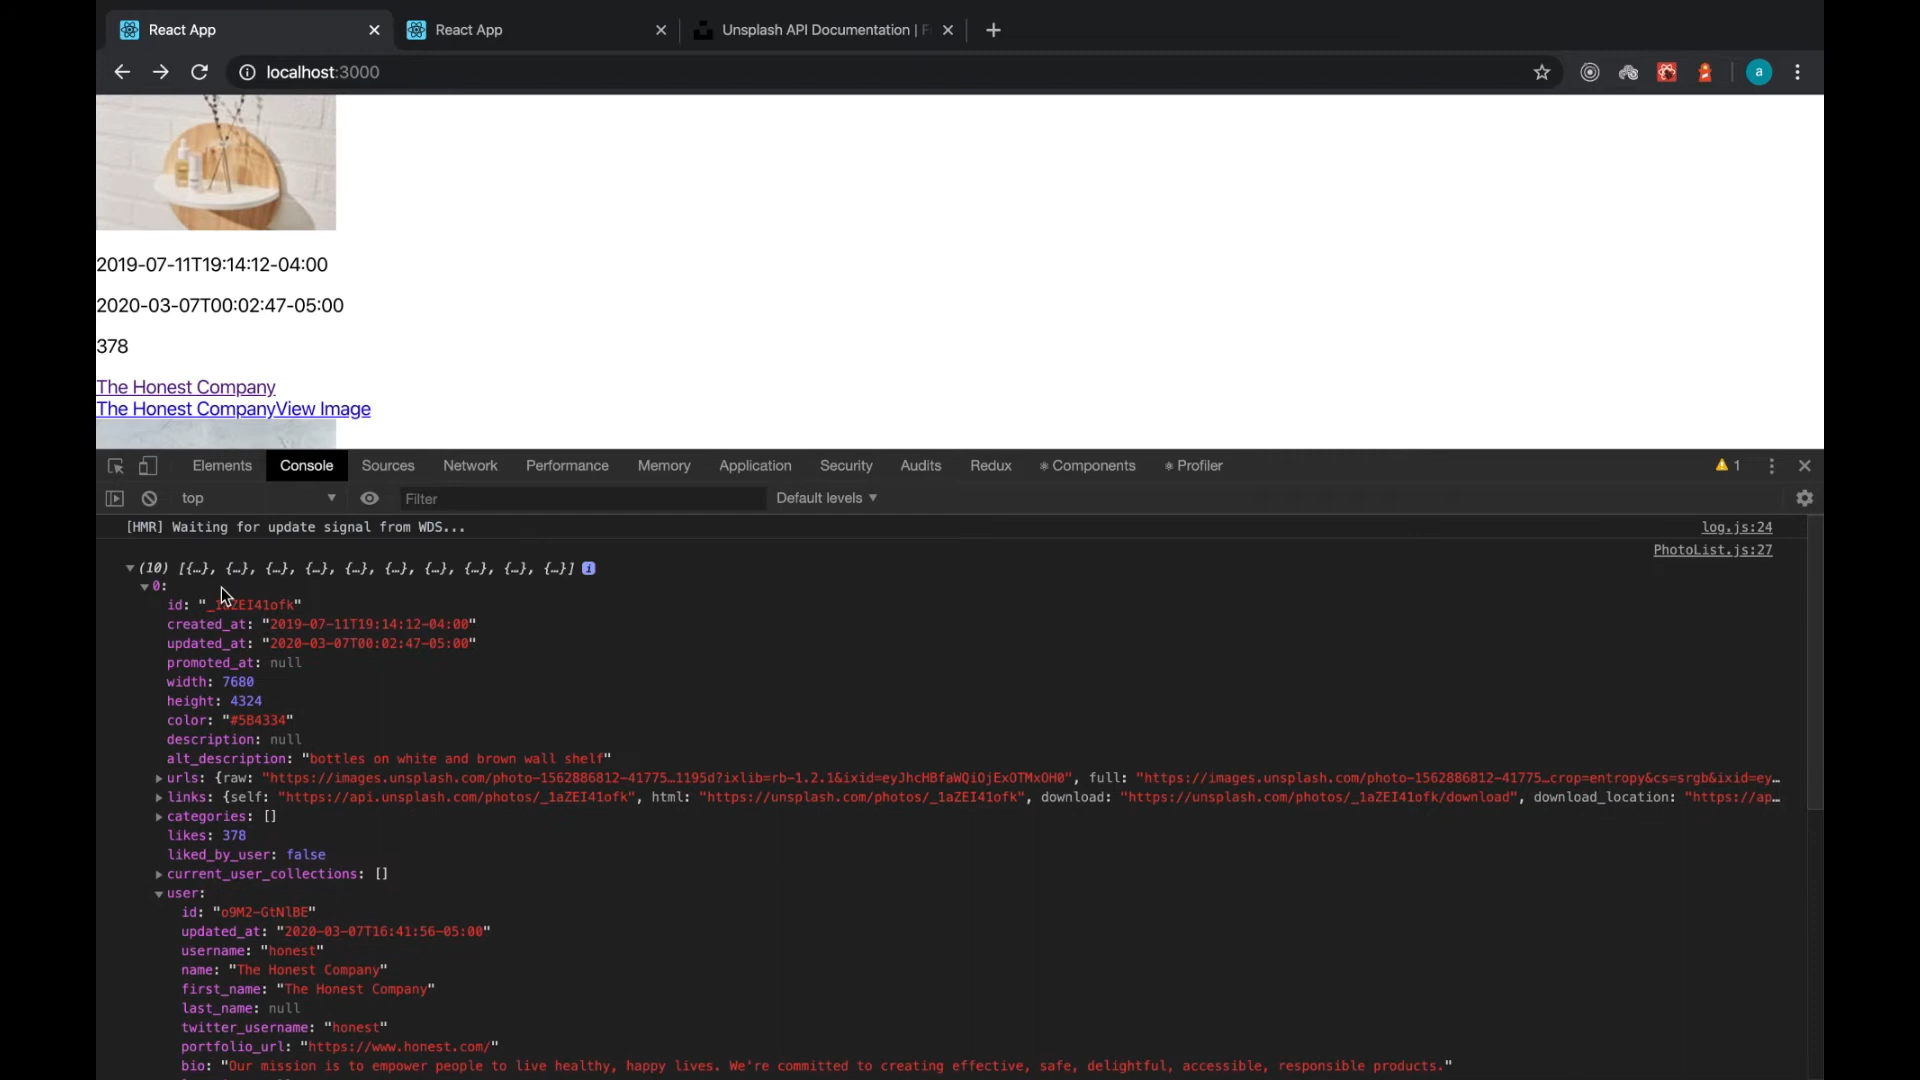 React App
React App
Unsplash API Documentation | F
localhost:3000
a
2019-07-11T19:14:12-04:00
2020-03-07T00:02:47-05:00
378
The Honest Company
The Honest CompanyView Image
Elements Console Sources Network Performance Memory Application Security Audits Redux Components Profiler 1
top Filter Default levels
[HMR] Waiting for update signal from WDS... log.js:24
PhotoList.js:27
(10) [{…}, {…}, {…}, {…}, {…}, {…}, {…}, {…}, {…}, {…}] i
0:
id: "_1aZEI41ofk"
created_at: "2019-07-11T19:14:12-04:00"
updated_at: "2020-03-07T00:02:47-05:00"
promoted_at: null
width: 7680
height: 4324
color: "#5B4334"
description: null
alt_description: "bottles on white and brown wall shelf"
urls: {raw: "https://images.unsplash.com/photo-1562886812-41775…1195d?ixlib=rb-1.2.1&ixid=eyJhcHBfaWQiOjExOTMxOH0", full: "https://images.unsplash.com/photo-1562886812-41775…crop=entropy&cs=srgb&ixid=ey…
links: {self: "https://api.unsplash.com/photos/_1aZEI41ofk", html: "https://unsplash.com/photos/_1aZEI41ofk", download: "https://unsplash.com/photos/_1aZEI41ofk/download", download_location: "https://ap…
categories: []
likes: 378
liked_by_user: false
current_user_collections: []
user:
id: "o9M2-GtNlBE"
updated_at: "2020-03-07T16:41:56-05:00"
username: "honest"
name: "The Honest Company"
first_name: "The Honest Company"
last_name: null
twitter_username: "honest"
portfolio_url: "https://www.honest.com/"
bio: "Our mission is to empower people to live healthy, happy lives. We're committed to creating effective, safe, delightful, accessible, responsible products."